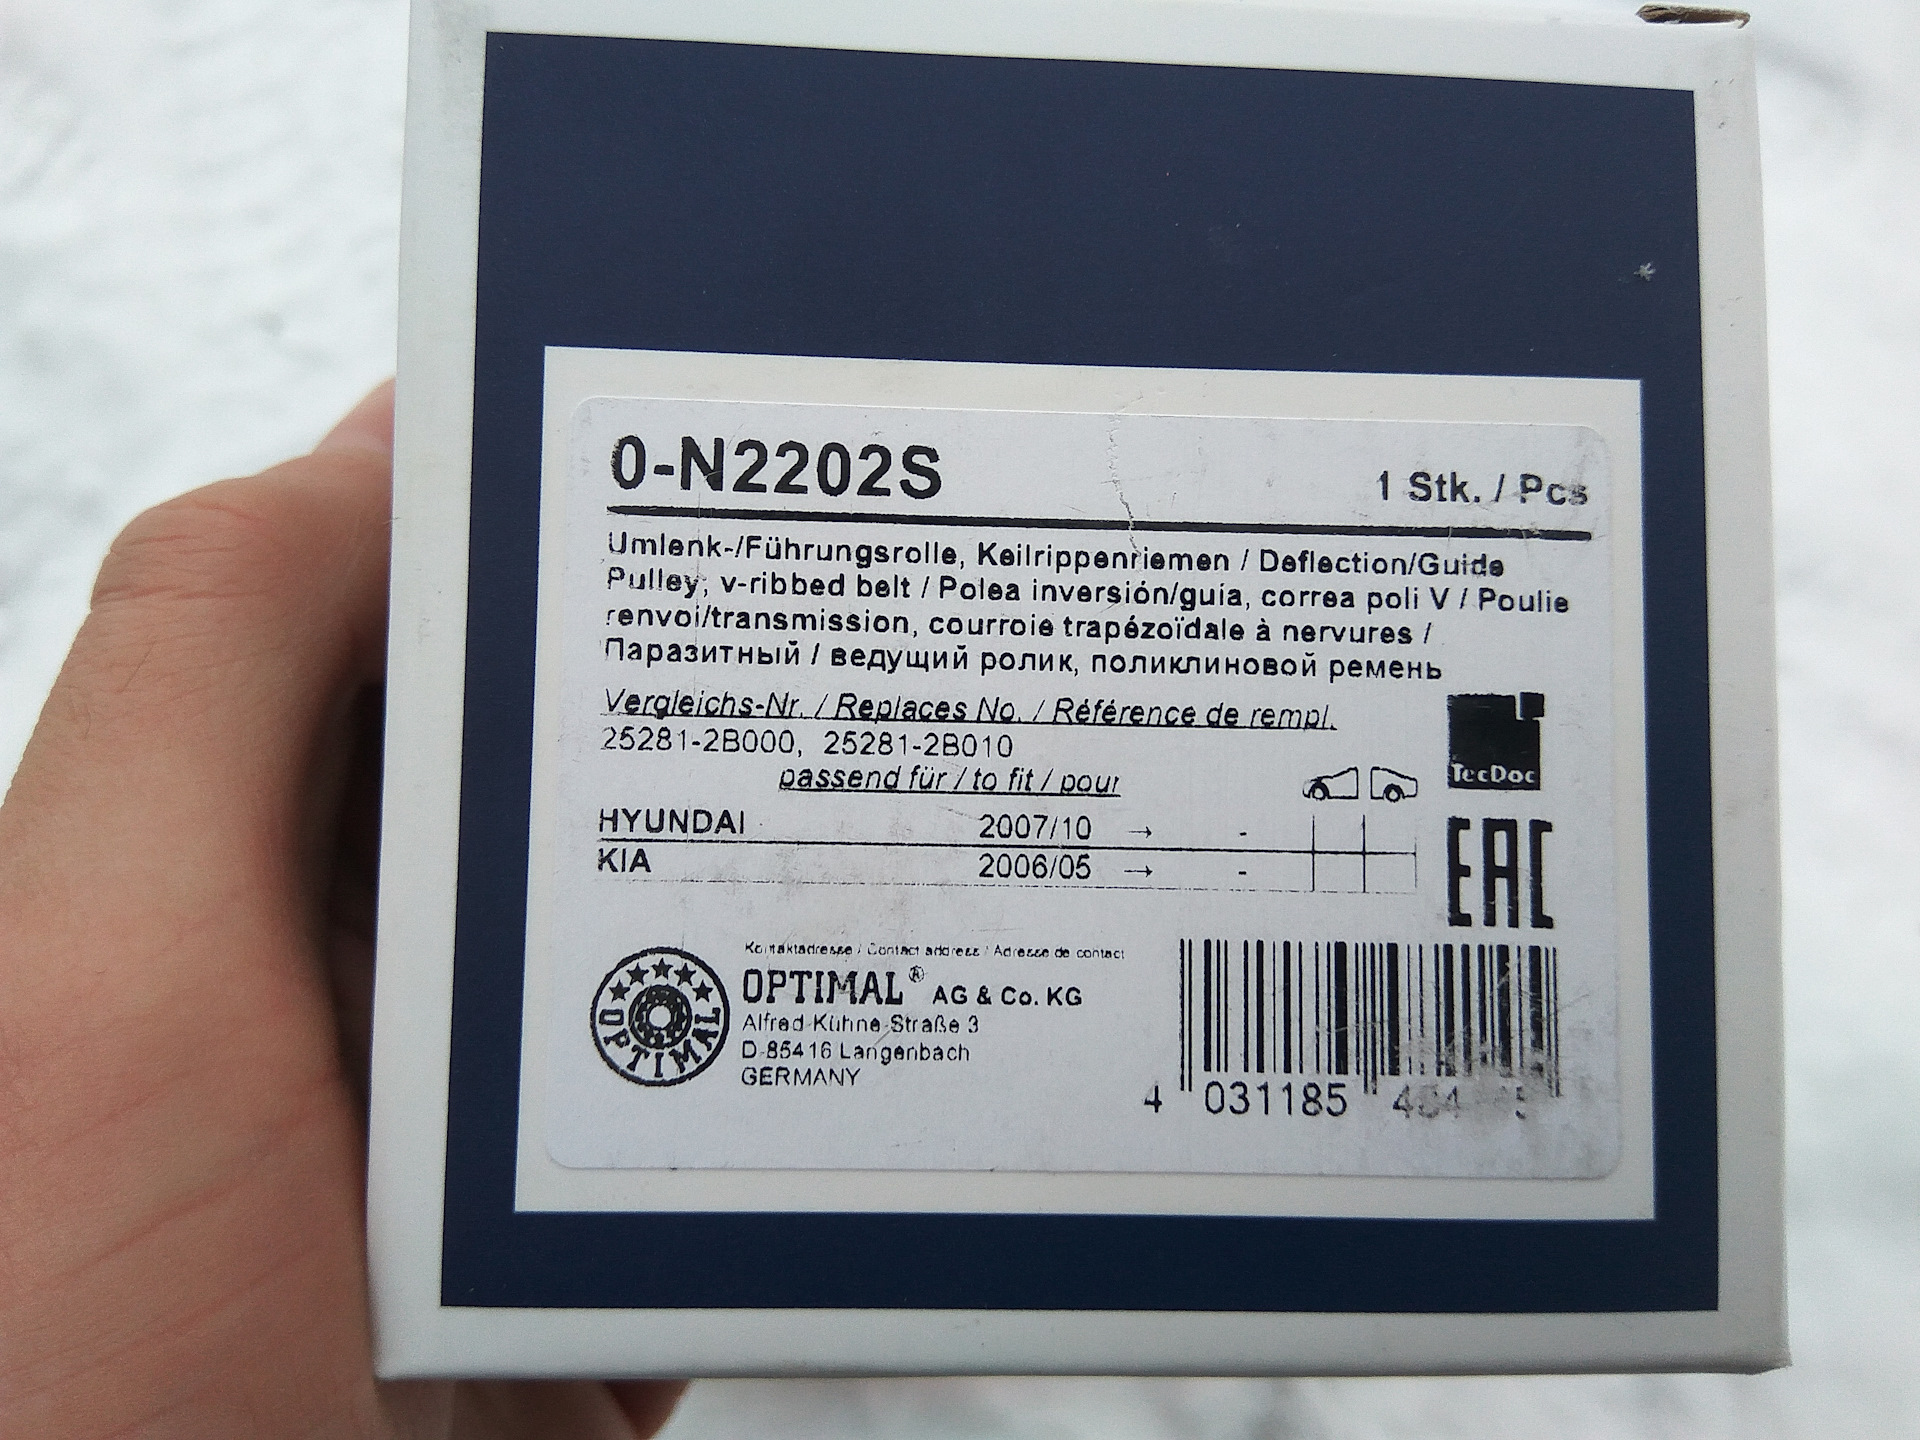 0-N2202S
1 Stk. / Pcs
Umlenk-/Führungsrolle, Keilrippenriemen / Deflection/Guide
Pulley, v-ribbed belt / Polea inversión/guía, correa poli V / Poulie
renvoi/transmission, courroie trapézoïdale à nervures /
Паразитный / ведущий ролик, поликлиновой ремень
Vergleichs-Nr. / Replaces No. / Référence de rempl.
25281-2B000, 25281-2B010
TecDoc
passend für / to fit / pour
HYUNDAI 2007/10 → -
KIA 2006/05 → -
EAC
Kontaktadresse / Contact address / Adresse de contact
OPTIMAL® AG & Co. KG
Alfred-Kühne-Straße 3
D-85416 Langenbach
GERMANY
OPTIMAL
4 031185